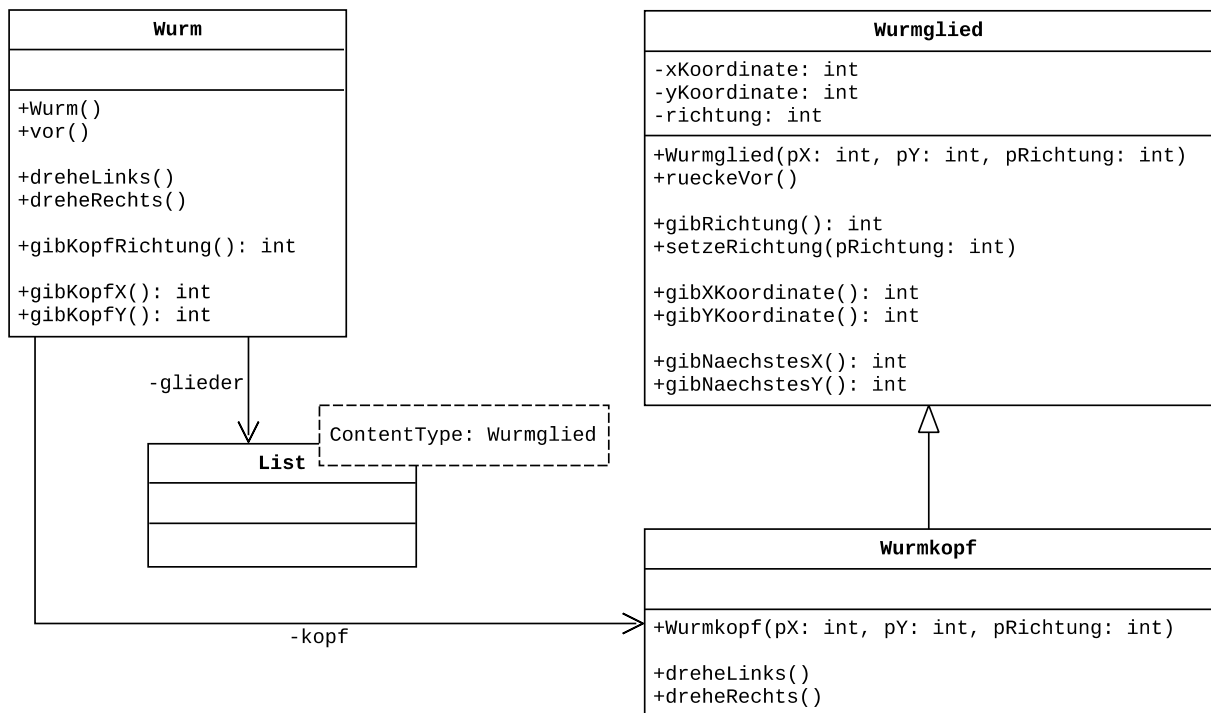 Wurm
+Wurm()
+vor()
+dreheLinks()
+dreheRechts()
+gibKopfRichtung(): int
+gibKopfX(): int
+gibKopfY(): int
-glieder
ContentType: Wurmglied
List
-kopf
Wurmglied
-xKoordinate: int
-yKoordinate: int
-richtung: int
+Wurmglied(pX: int, pY: int, pRichtung: int)
+rueckeVor()
+gibRichtung(): int
+setzeRichtung(pRichtung: int)
+gibXKoordinate(): int
+gibYKoordinate(): int
+gibNaechstesX(): int
+gibNaechstesY(): int
Wurmkopf
+Wurmkopf(pX: int, pY: int, pRichtung: int)
+dreheLinks()
+dreheRechts()